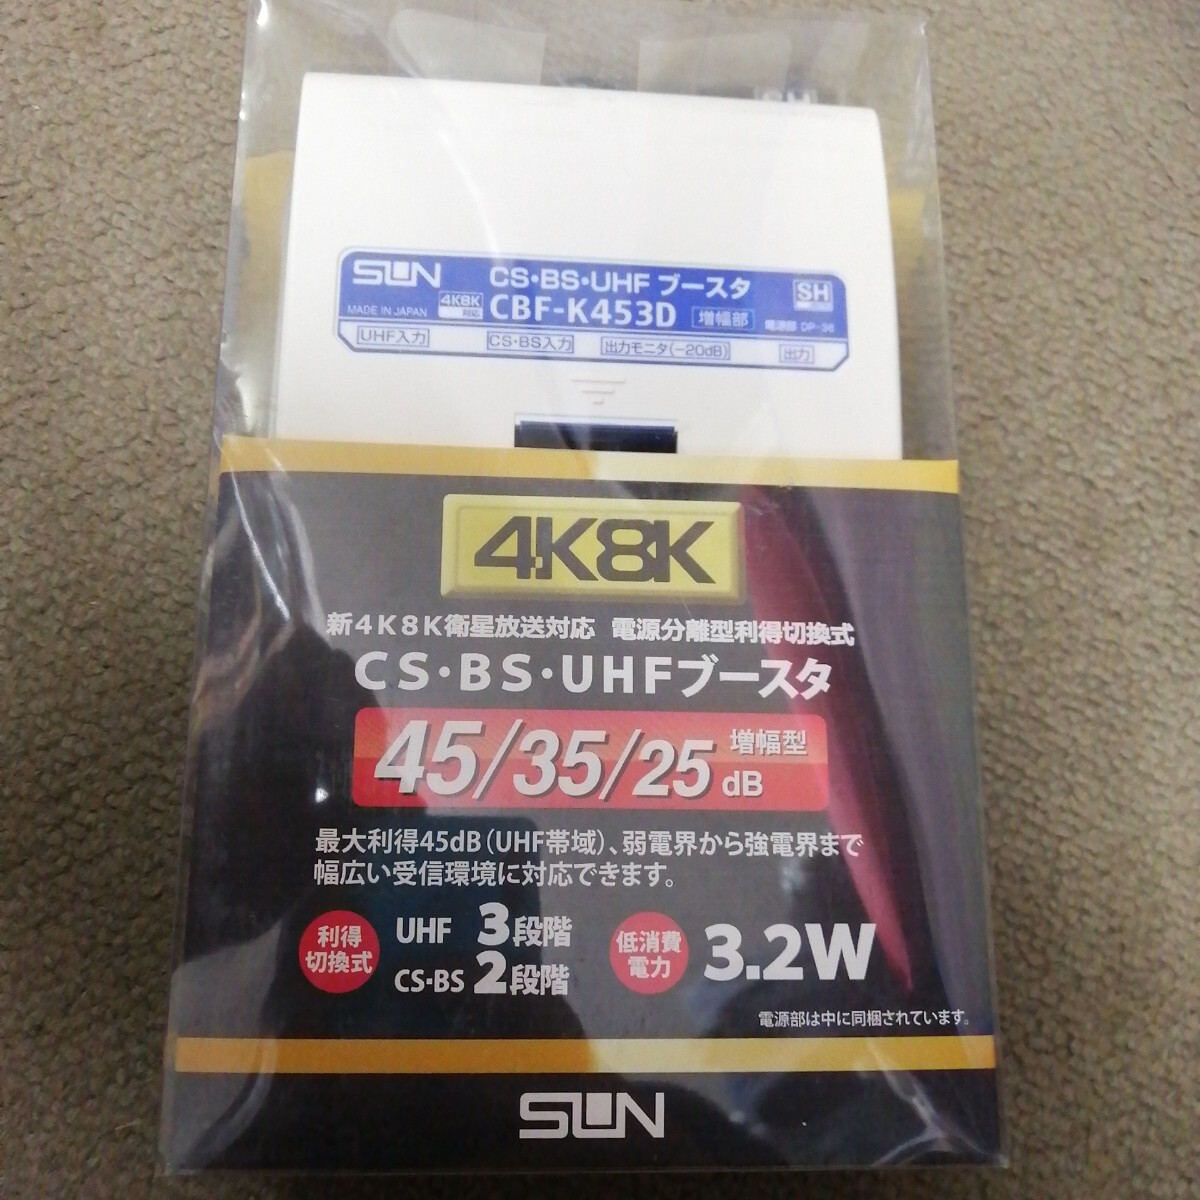 SUN
CS・BS・UHF ブースタ
SH
MADE IN JAPAN
4K8K
対応
CBF-K453D
増幅部
電源部 DP-36
UHF入力
CS・BS入力
出力モニタ(-20dB)
出力
4K8K
新4K8K衛星放送対応 電源分離型利得切換式
CS・BS・UHFブースタ
45/35/25dB 増幅型
最大利得45dB(UHF帯域)、弱電界から強電界まで
幅広い受信環境に対応できます。
利得
切換式
UHF 3段階
CS・BS 2段階
低消費
電力
3.2W
電源部は中に同梱されています。
SUN